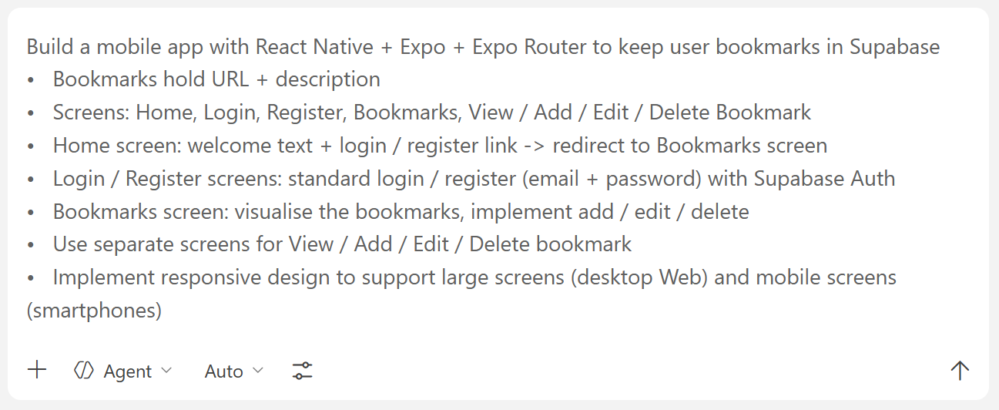 Build a mobile app with React Native + Expo + Expo Router to keep user bookmarks in Supabase
• Bookmarks hold URL + description
• Screens: Home, Login, Register, Bookmarks, View / Add / Edit / Delete Bookmark
• Home screen: welcome text + login / register link -> redirect to Bookmarks screen
• Login / Register screens: standard login / register (email + password) with Supabase Auth
• Bookmarks screen: visualise the bookmarks, implement add / edit / delete
• Use separate screens for View / Add / Edit / Delete bookmark
• Implement responsive design to support large screens (desktop Web) and mobile screens
(smartphones)
Agent Auto